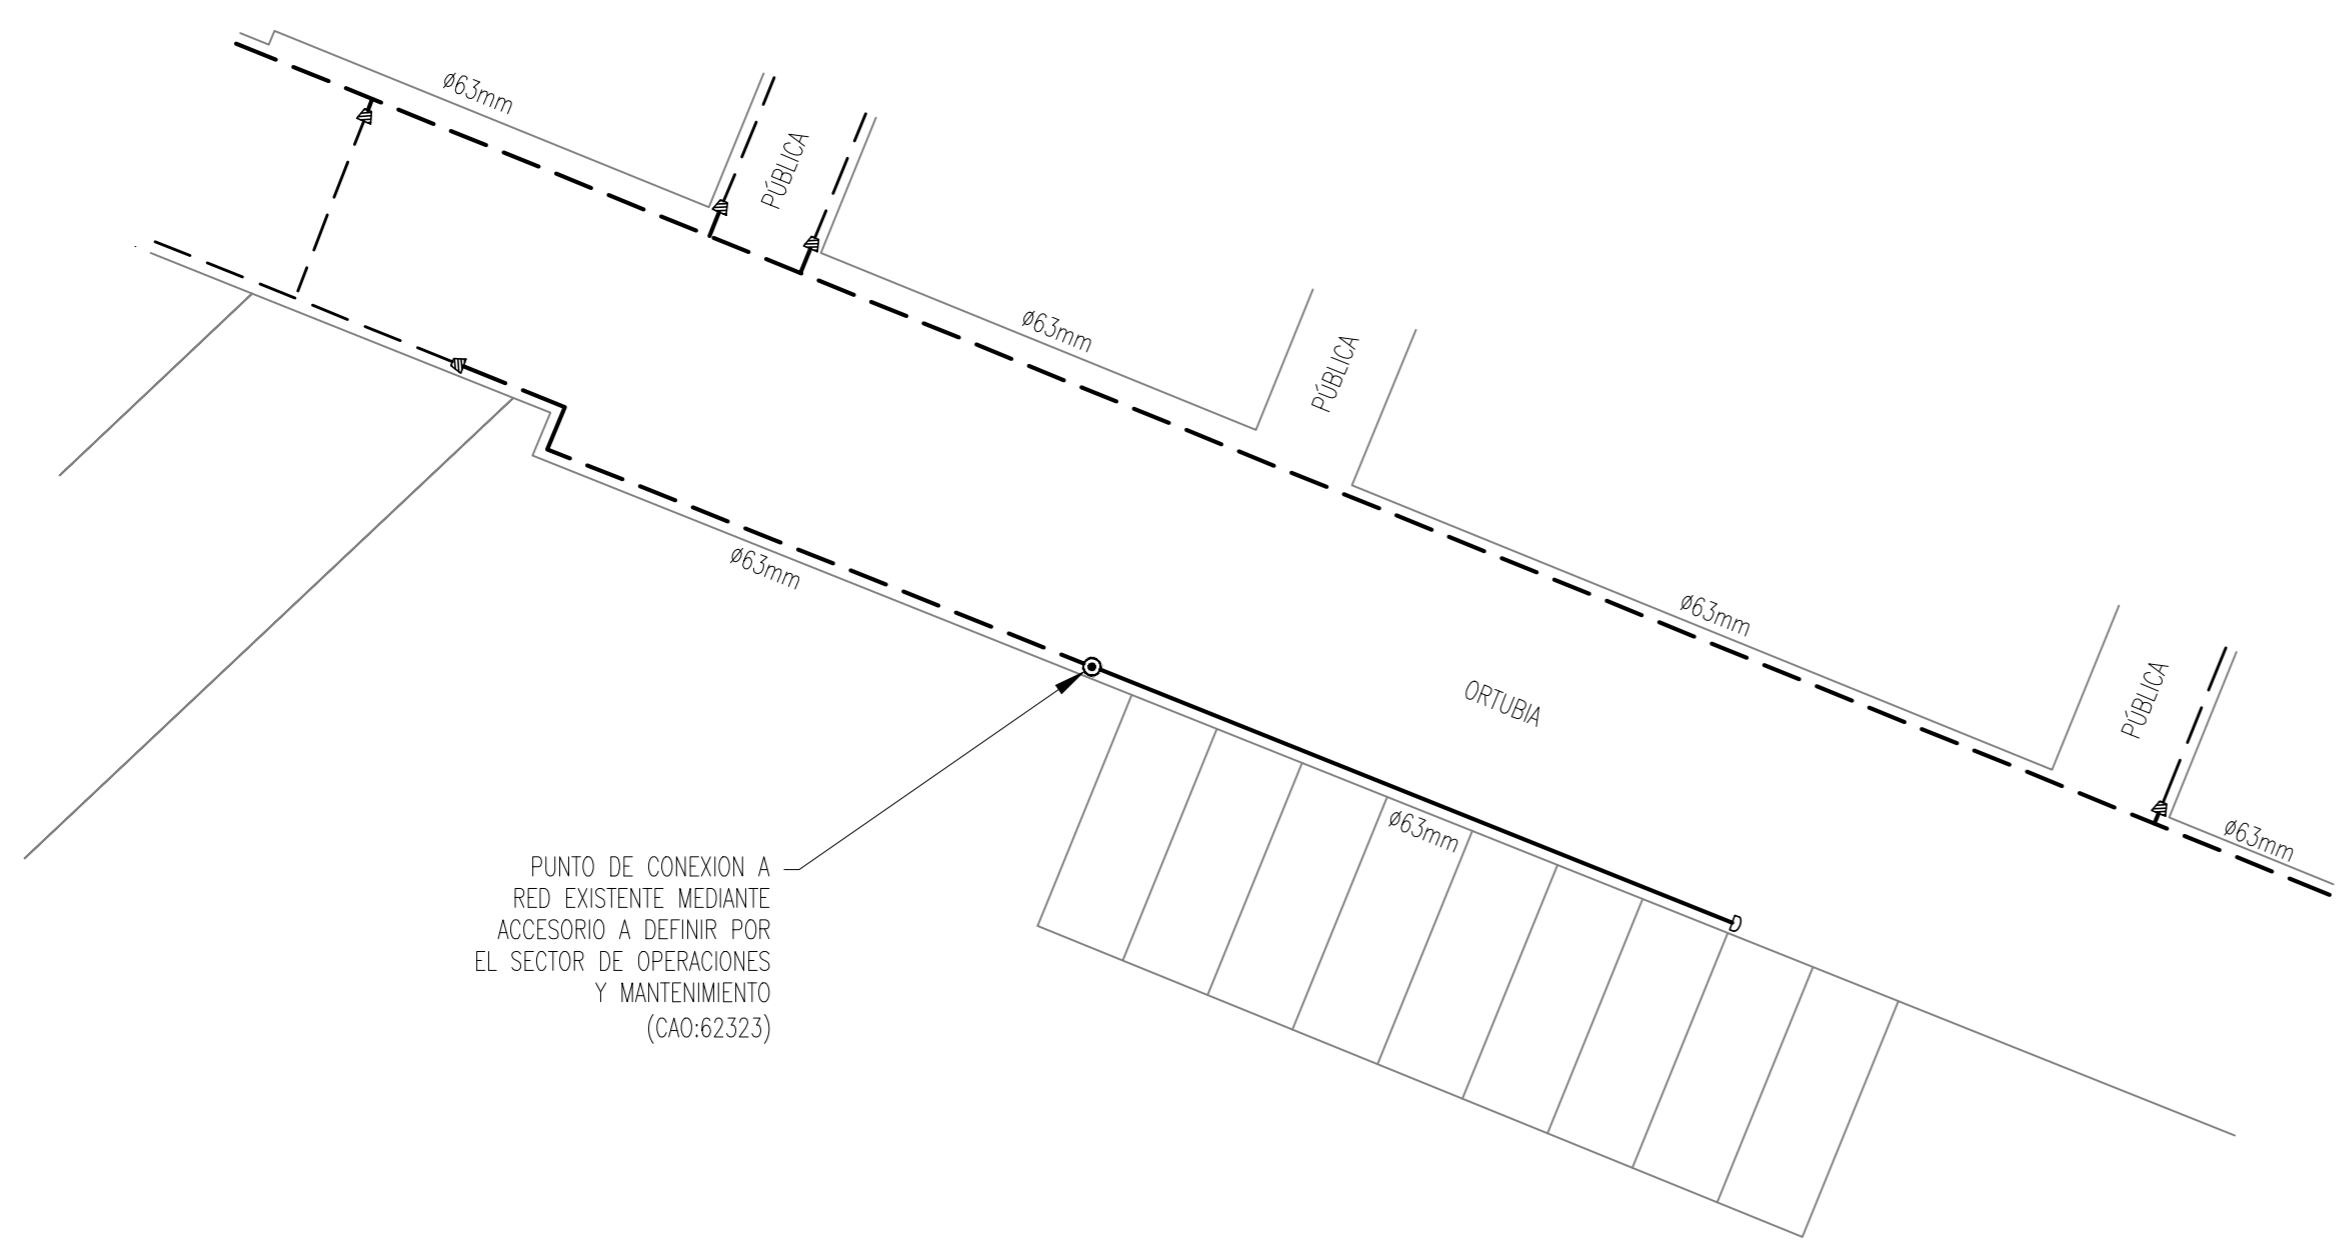 ø63mm
PÚBLICA
ø63mm
PÚBLICA
ø63mm
ø63mm
ORTUBIA
PÚBLICA
ø63mm
ø63mm
PUNTO DE CONEXION A
RED EXISTENTE MEDIANTE
ACCESORIO A DEFINIR POR
EL SECTOR DE OPERACIONES
Y MANTENIMIENTO
(CAO:62323)